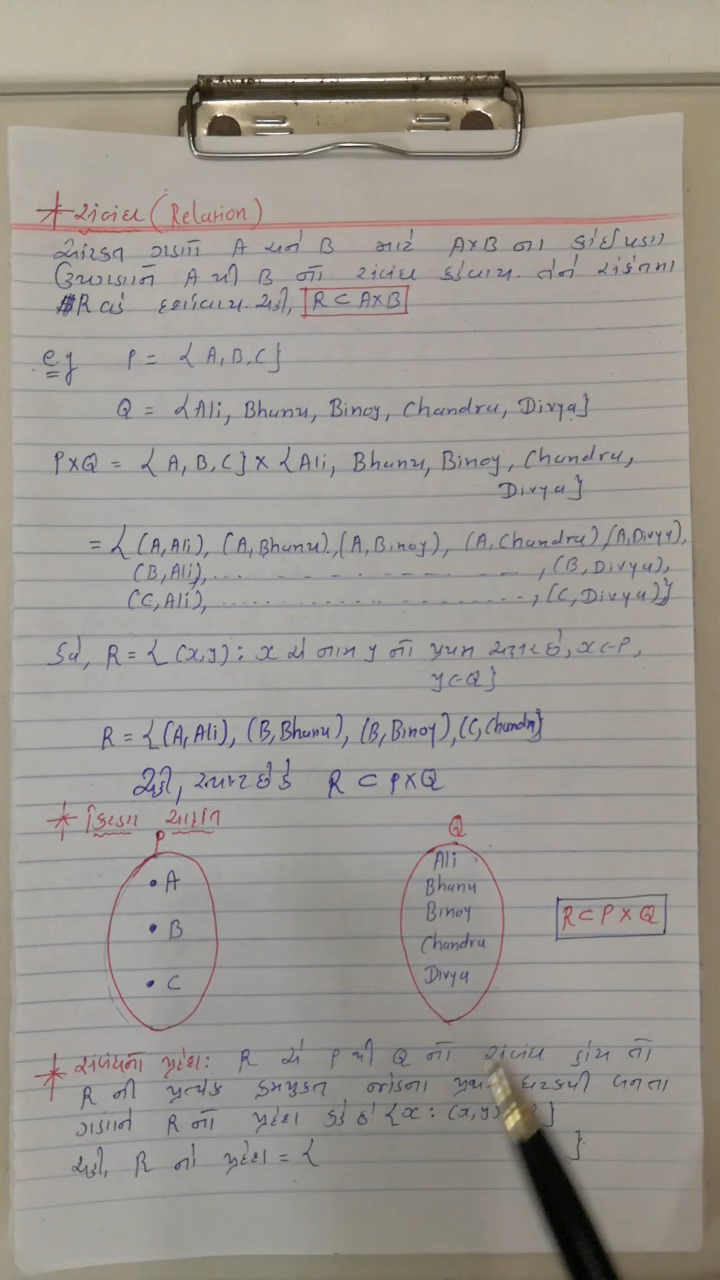 * સંબંધ (Relation)
અરિક્ત ગણો A અને B માટે A×B ના કોઈપણ
ઉપગણને A થી B નો સંબંધ કહેવાય. તેને સંકેતમાં
R વડે દર્શાવાય. અહીં, R ⊂ A×B
e.g P = {A, B, C}
Q = {Ali, Bhanu, Binoy, Chandra, Divya}
P×Q = {A, B, C} × {Ali, Bhanu, Binoy, Chandra,
Divya}
= {(A, Ali), (A, Bhanu), (A, Binoy), (A, Chandra), (A, Divya),
(B, Ali), .................., (B, Divya),
(C, Ali), .................., (C, Divya)}
હવે, R = {(x, y) : x એ નામ y નો પ્રથમ અક્ષર છે, x∈P,
y∈Q}
R = {(A, Ali), (B, Bhanu), (B, Binoy), (C, Chandra)}
અહીં, સ્પષ્ટ છે કે R ⊂ P×Q
* કિરણ આકૃતિ
P Q
• A
• B
• C
Ali
Bhanu
Binoy
Chandra
Divya
R ⊂ P × Q
* સંબંધનો પ્રદેશ: R એ P થી Q નો સંબંધ હોય તો
R ની પ્રત્યેક ક્રમયુક્ત જોડના પ્રથમ ઘટકથી બનતા
ગણને R નો પ્રદેશ કહે છે {x : (x, y) }
અહીં, R નો પ્રદેશ = { }